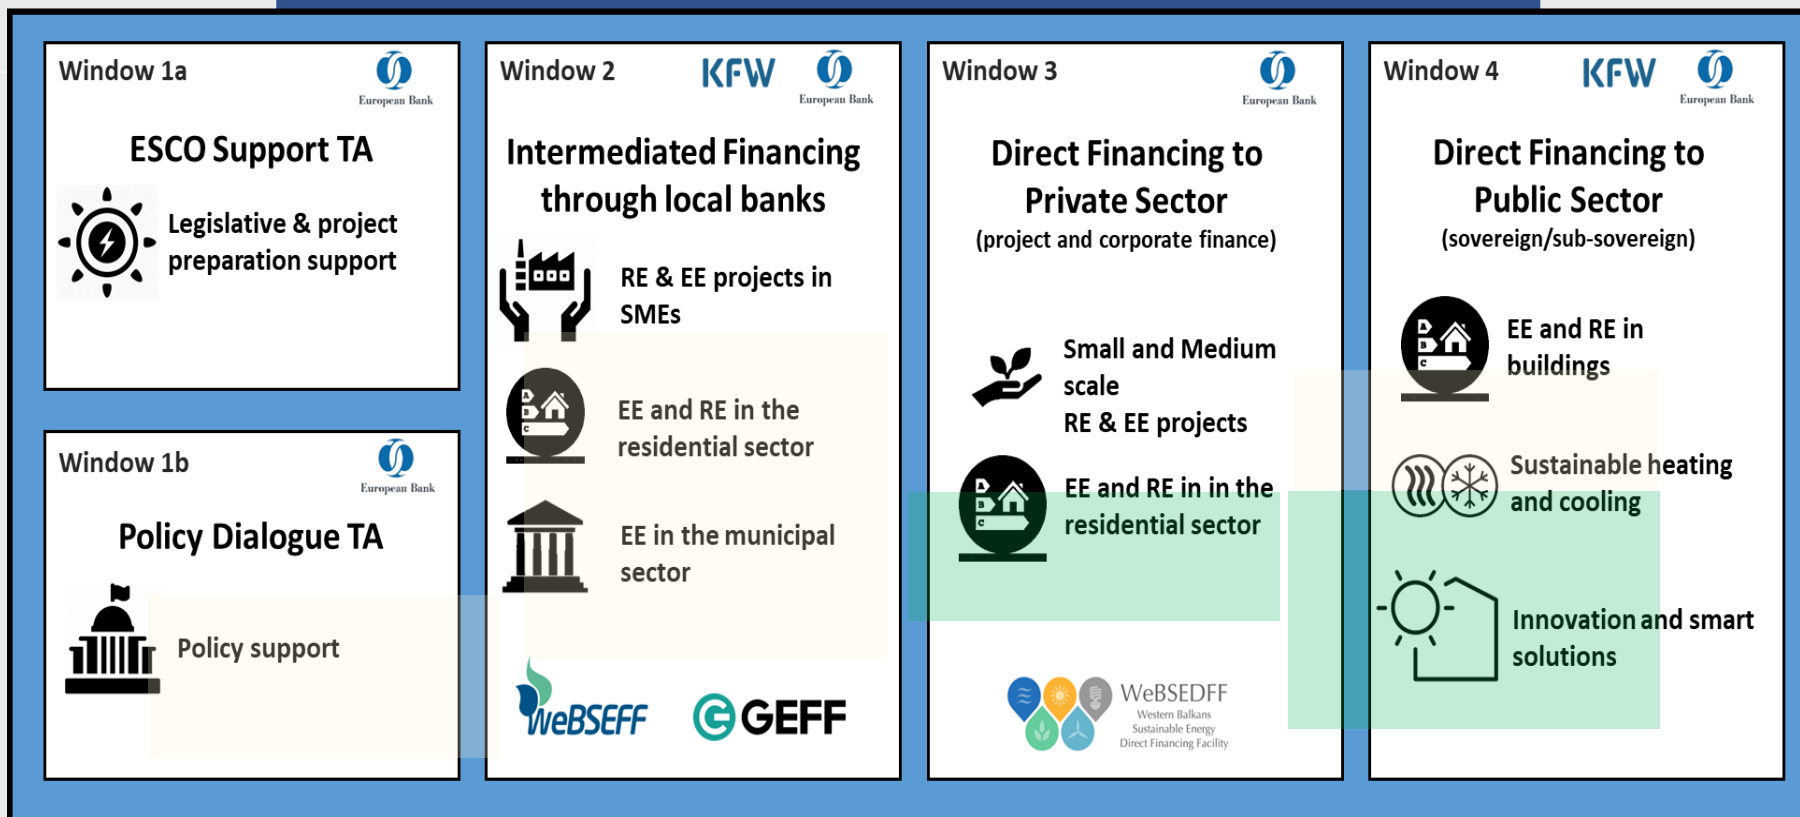 Window 1a
European Bank
ESCO Support TA
Legislative & project
preparation support
Window 1b
European Bank
Policy Dialogue TA
Policy support
Window 2
KFW
European Bank
Intermediated Financing
through local banks
RE & EE projects in
SMEs
A
B
C
EE and RE in the
residential sector
EE in the municipal
sector
WeBSEFF
GEFF
Window 3
European Bank
Direct Financing to
Private Sector
(project and corporate finance)
Small and Medium
scale
RE & EE projects
A
B
C
EE and RE in in the
residential sector
WeBSEDFF
Western Balkans
Sustainable Energy
Direct Financing Facility
Window 4
KFW
European Bank
Direct Financing to
Public Sector
(sovereign/sub-sovereign)
A
B
C
EE and RE in
buildings
Sustainable heating
and cooling
Innovation and smart
solutions